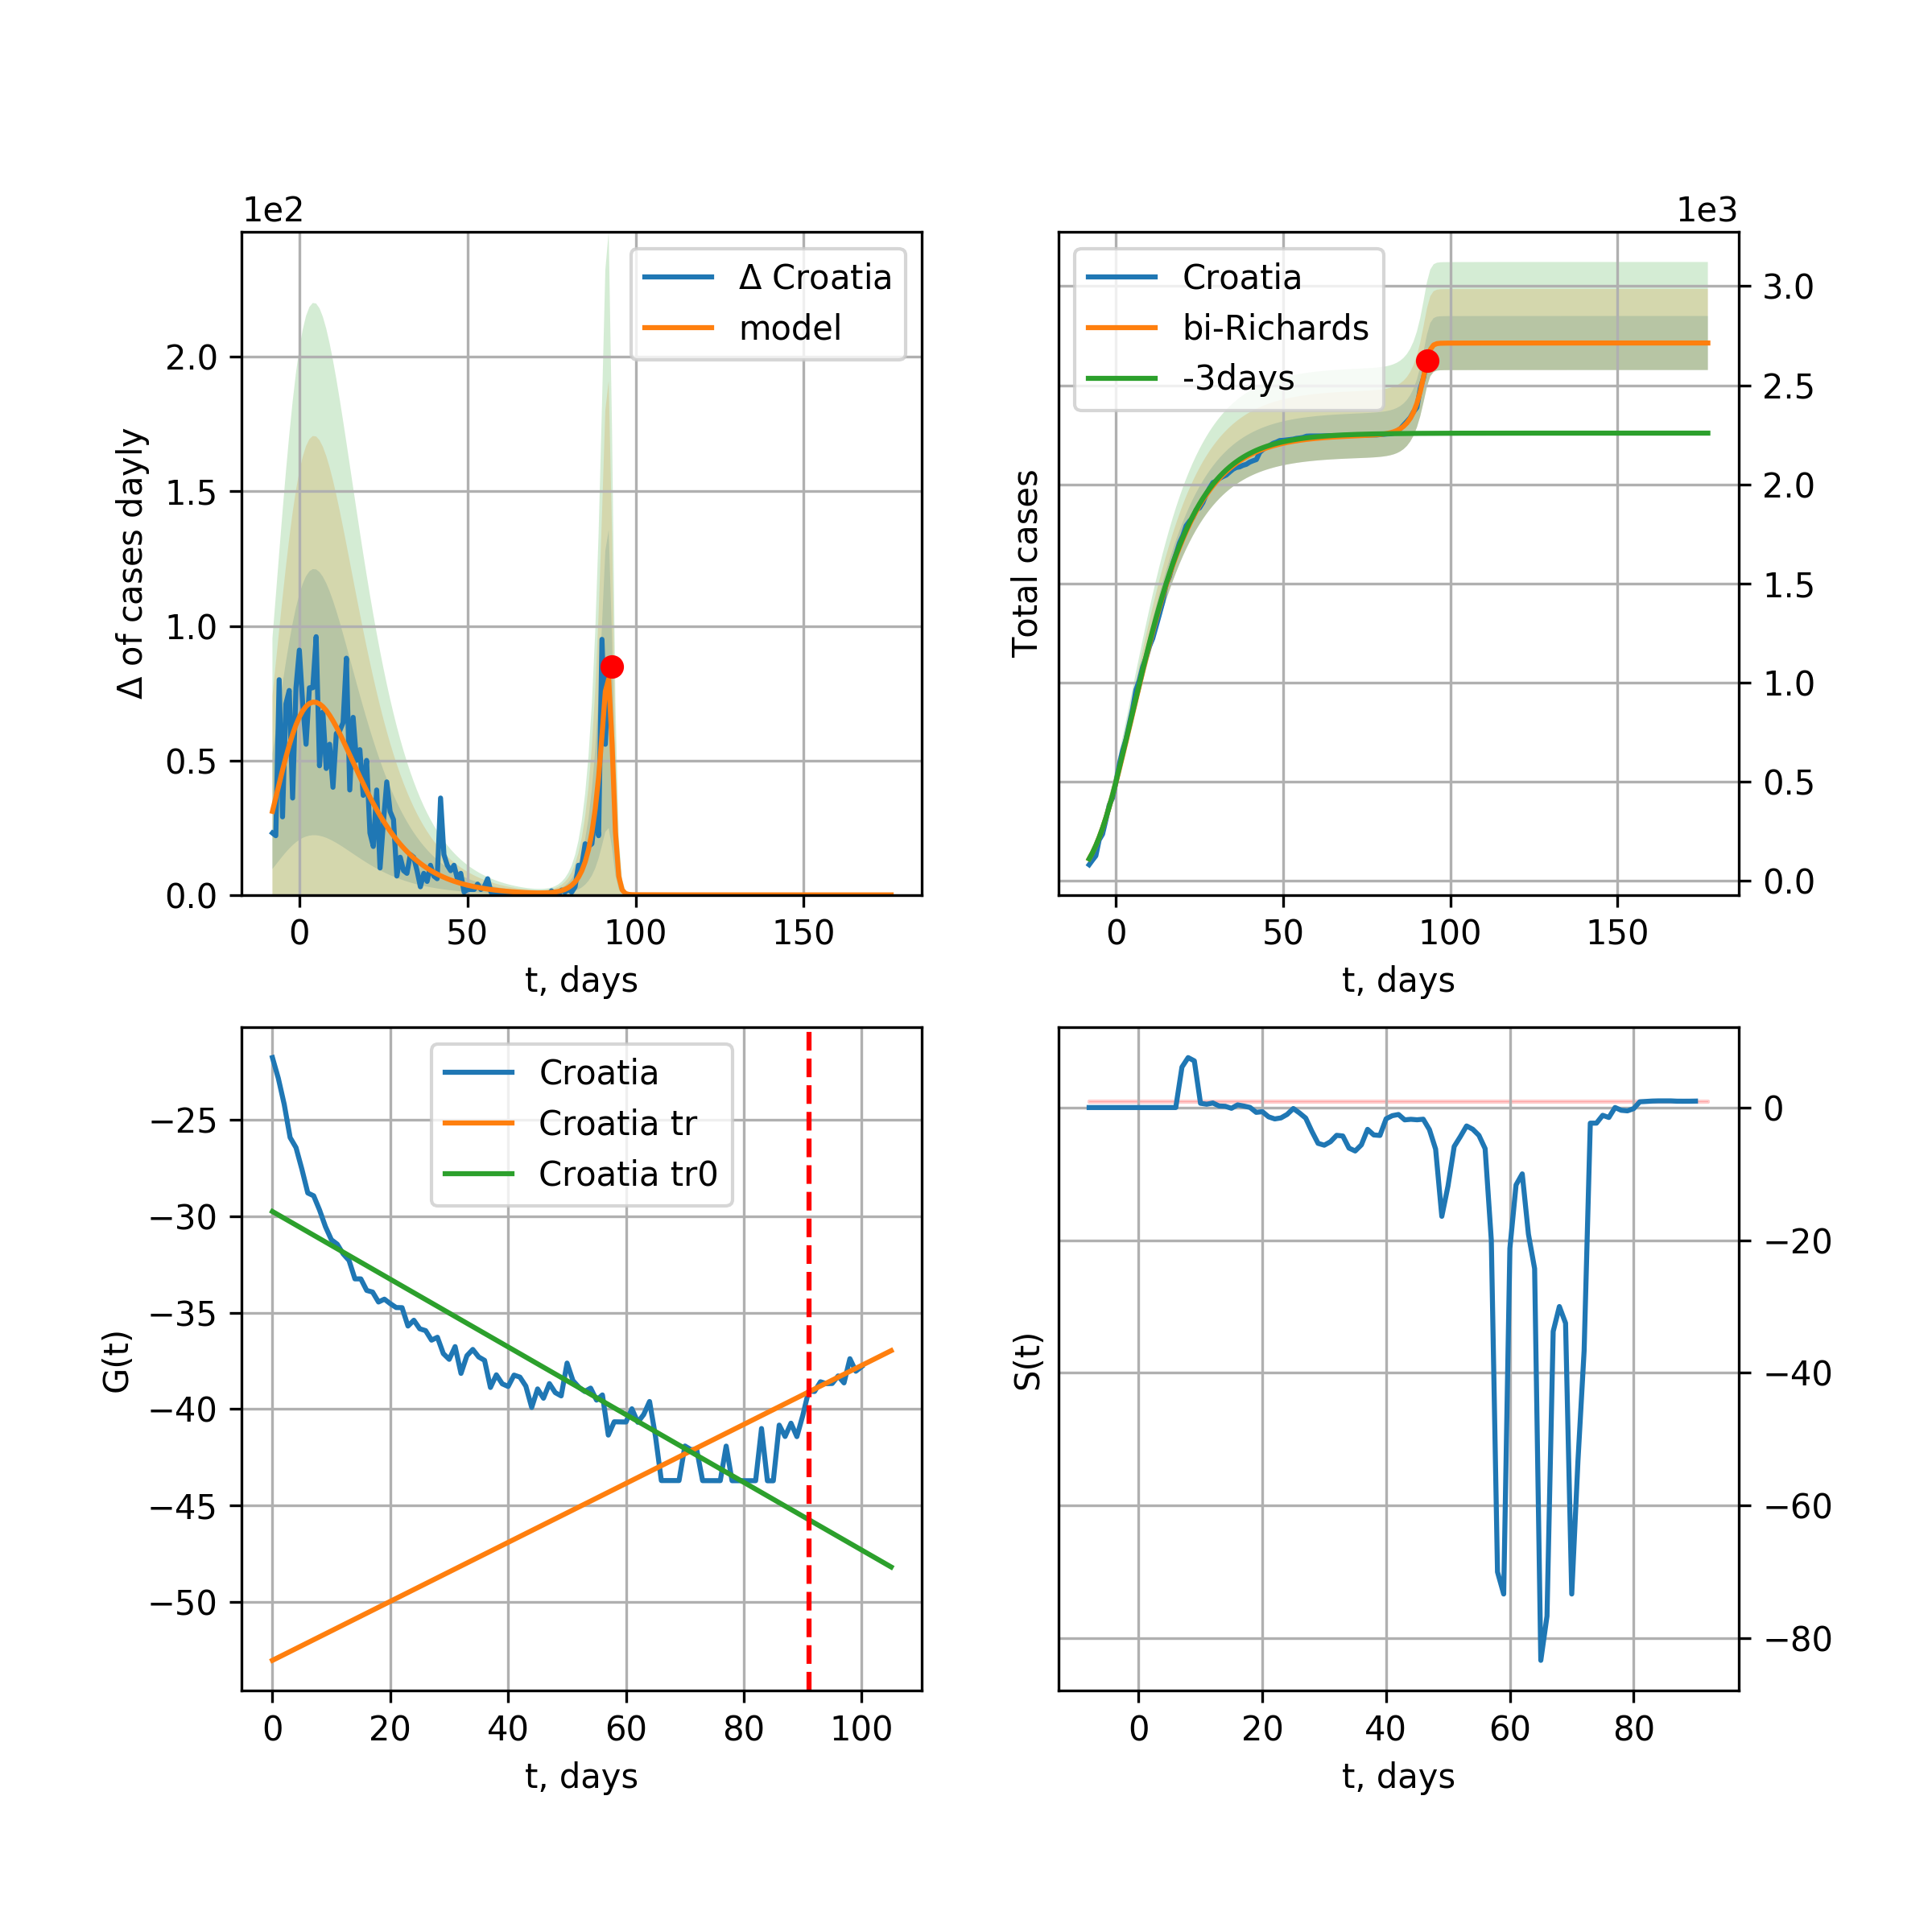 1e2
Δ of cases dayly
2.0
1.5
1.0
0.5
0.0
Δ Croatia
model
0 50 100 150
t, days
1e3
Total cases
Croatia
bi-Richards
-3days
3.0
2.5
2.0
1.5
1.0
0.5
0.0
0 50 100 150
t, days
G(t)
−25
−30
−35
−40
−45
−50
Croatia
Croatia tr
Croatia tr0
0 20 40 60 80 100
t, days
S(t)
0
−20
−40
−60
−80
0 20 40 60 80
t, days